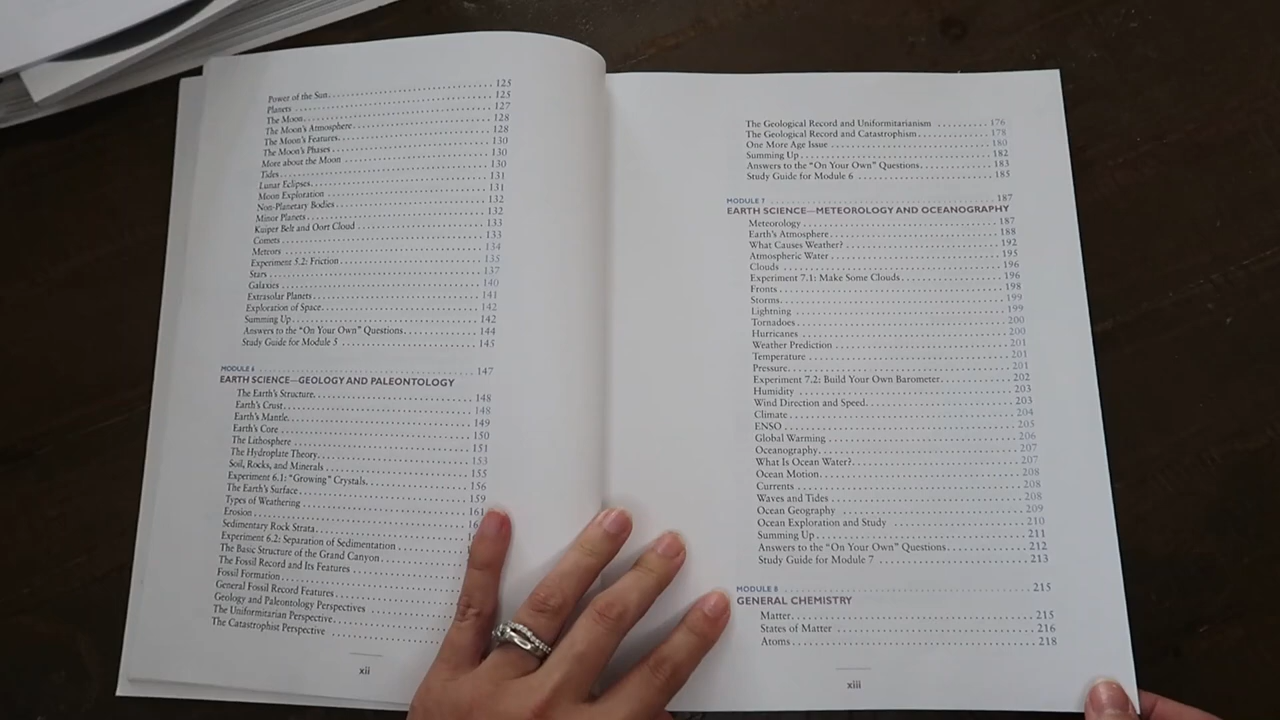 Power of the Sun. . . . . . . . . . 125
Planets . . . . . . . . . . 125
The Moon. . . . . . . . . . 127
The Moon's Atmosphere . . . . . . . . . . 128
The Moon's Features. . . . . . . . . . 128
The Moon's Phases . . . . . . . . . . 130
More about the Moon . . . . . . . . . . 130
Tides . . . . . . . . . . 130
Lunar Eclipses. . . . . . . . . . 131
Moon Exploration . . . . . . . . . . 131
Non-Planetary Bodies . . . . . . . . . . 132
Minor Planets . . . . . . . . . . 132
Kuiper Belt and Oort Cloud . . . . . . . . . . 133
Comets . . . . . . . . . . 133
Meteors . . . . . . . . . . 134
Experiment 5.2: Friction. . . . . . . . . . 135
Stars . . . . . . . . . . 137
Galaxies . . . . . . . . . . 140
Extrasolar Planets . . . . . . . . . . 141
Exploration of Space. . . . . . . . . . 142
Summing Up. . . . . . . . . . 142
Answers to the "On Your Own" Questions. . . . . . . . . . 144
Study Guide for Module 5 . . . . . . . . . . 145
MODULE 6 . . . . . . . . . . 147
EARTH SCIENCE—GEOLOGY AND PALEONTOLOGY
The Earth's Structure. . . . . . . . . . 148
Earth's Crust. . . . . . . . . . 148
Earth's Mantle. . . . . . . . . . 149
Earth's Core . . . . . . . . . . 150
The Lithosphere . . . . . . . . . . 151
The Hydroplate Theory. . . . . . . . . . 153
Soil, Rocks, and Minerals . . . . . . . . . . 155
Experiment 6.1: "Growing" Crystals. . . . . . . . . . 156
The Earth's Surface . . . . . . . . . . 159
Types of Weathering . . . . . . . . . . 161
Erosion . . . . . . . . . .
Sedimentary Rock Strata. . . . . . . . . .
Experiment 6.2: Separation of Sedimentation . . . . . . . . . .
The Basic Structure of the Grand Canyon . . . . . . . . . .
The Fossil Record and Its Features . . . . . . . . . .
Fossil Formation . . . . . . . . . .
General Fossil Record Features . . . . . . . . . .
Geology and Paleontology Perspectives . . . . . . . . . .
The Uniformitarian Perspective. . . . . . . . . .
The Catastrophist Perspective . . . . . . . . . .
xii
The Geological Record and Uniformitarianism . . . . . . . . . . 176
The Geological Record and Catastrophism. . . . . . . . . . 178
One More Age Issue . . . . . . . . . . 180
Summing Up. . . . . . . . . . 182
Answers to the "On Your Own" Questions. . . . . . . . . . 183
Study Guide for Module 6 . . . . . . . . . . 185
MODULE 7 . . . . . . . . . . 187
EARTH SCIENCE—METEOROLOGY AND OCEANOGRAPHY
Meteorology . . . . . . . . . . 187
Earth's Atmosphere. . . . . . . . . . 188
What Causes Weather? . . . . . . . . . . 192
Atmospheric Water . . . . . . . . . . 195
Clouds . . . . . . . . . . 196
Experiment 7.1: Make Some Clouds. . . . . . . . . . 196
Fronts . . . . . . . . . . 198
Storms. . . . . . . . . . 199
Lightning . . . . . . . . . . 199
Tornadoes . . . . . . . . . . 200
Hurricanes . . . . . . . . . . 200
Weather Prediction . . . . . . . . . . 201
Temperature . . . . . . . . . . 201
Pressure. . . . . . . . . . 201
Experiment 7.2: Build Your Own Barometer. . . . . . . . . . 202
Humidity . . . . . . . . . . 203
Wind Direction and Speed. . . . . . . . . . 203
Climate . . . . . . . . . . 204
ENSO . . . . . . . . . . 205
Global Warming . . . . . . . . . . 206
Oceanography. . . . . . . . . . 207
What Is Ocean Water?. . . . . . . . . . 207
Ocean Motion. . . . . . . . . . 208
Currents . . . . . . . . . . 208
Waves and Tides . . . . . . . . . . 208
Ocean Geography . . . . . . . . . . 209
Ocean Exploration and Study . . . . . . . . . . 210
Summing Up. . . . . . . . . . 211
Answers to the "On Your Own" Questions. . . . . . . . . . 212
Study Guide for Module 7 . . . . . . . . . . 213
MODULE 8 . . . . . . . . . . 215
GENERAL CHEMISTRY
Matter. . . . . . . . . . 215
States of Matter . . . . . . . . . . 216
Atoms . . . . . . . . . . 218
xiii